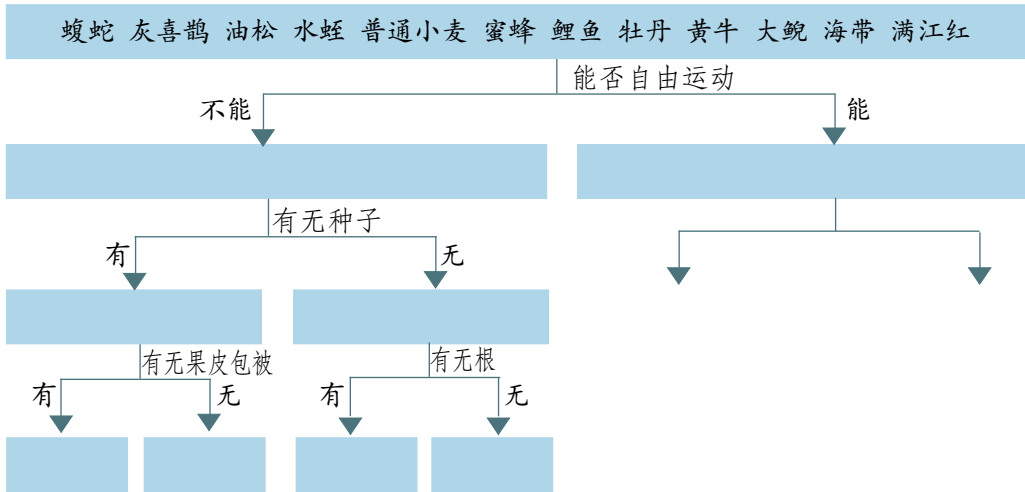 蝮蛇 灰喜鹊 油松 水蛭 普通小麦 蜜蜂 鲤鱼 牡丹 黄牛 大鲵 海带 满江红
能否自由运动
不能 能
有无种子
有 无
有无果皮包被 有无根
有 无 有 无